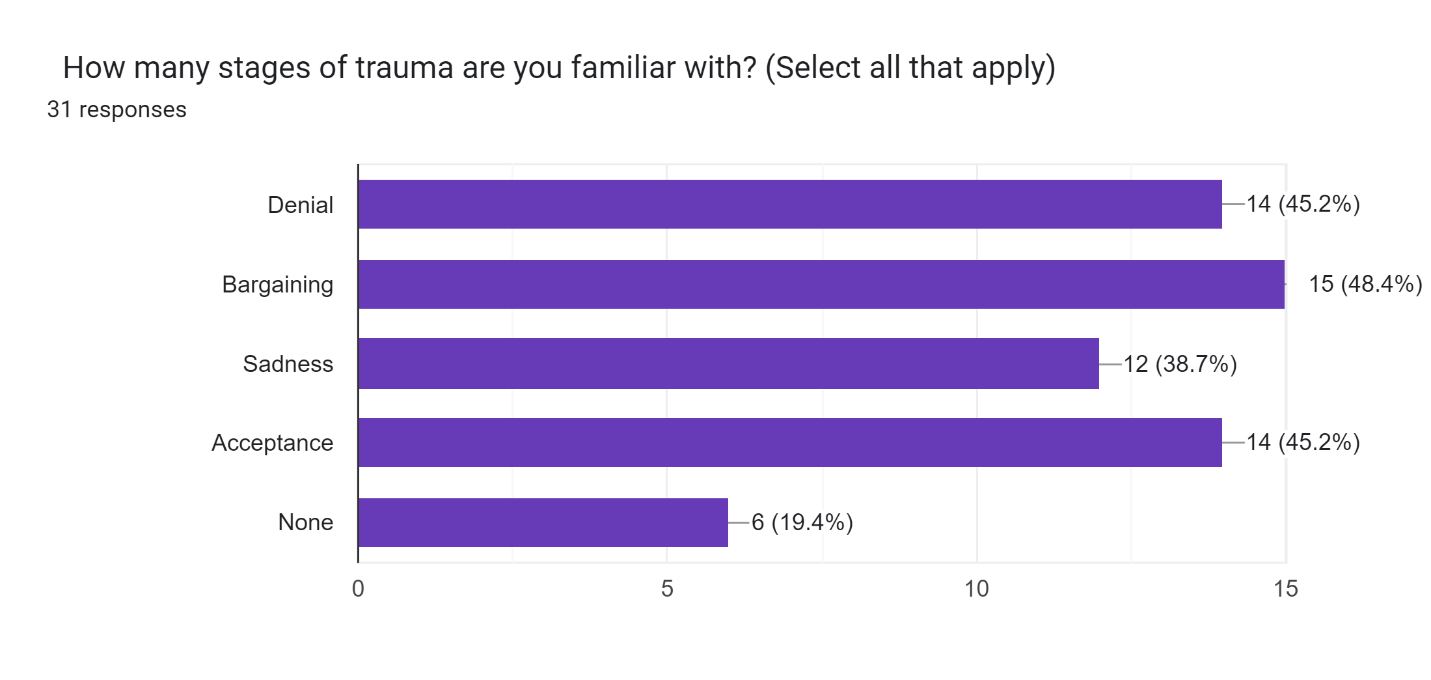 How many stages of trauma are you familiar with? (Select all that apply)
31 responses
Denial 14 (45.2%)
Bargaining 15 (48.4%)
Sadness 12 (38.7%)
Acceptance 14 (45.2%)
None 6 (19.4%)
0 5 10 15